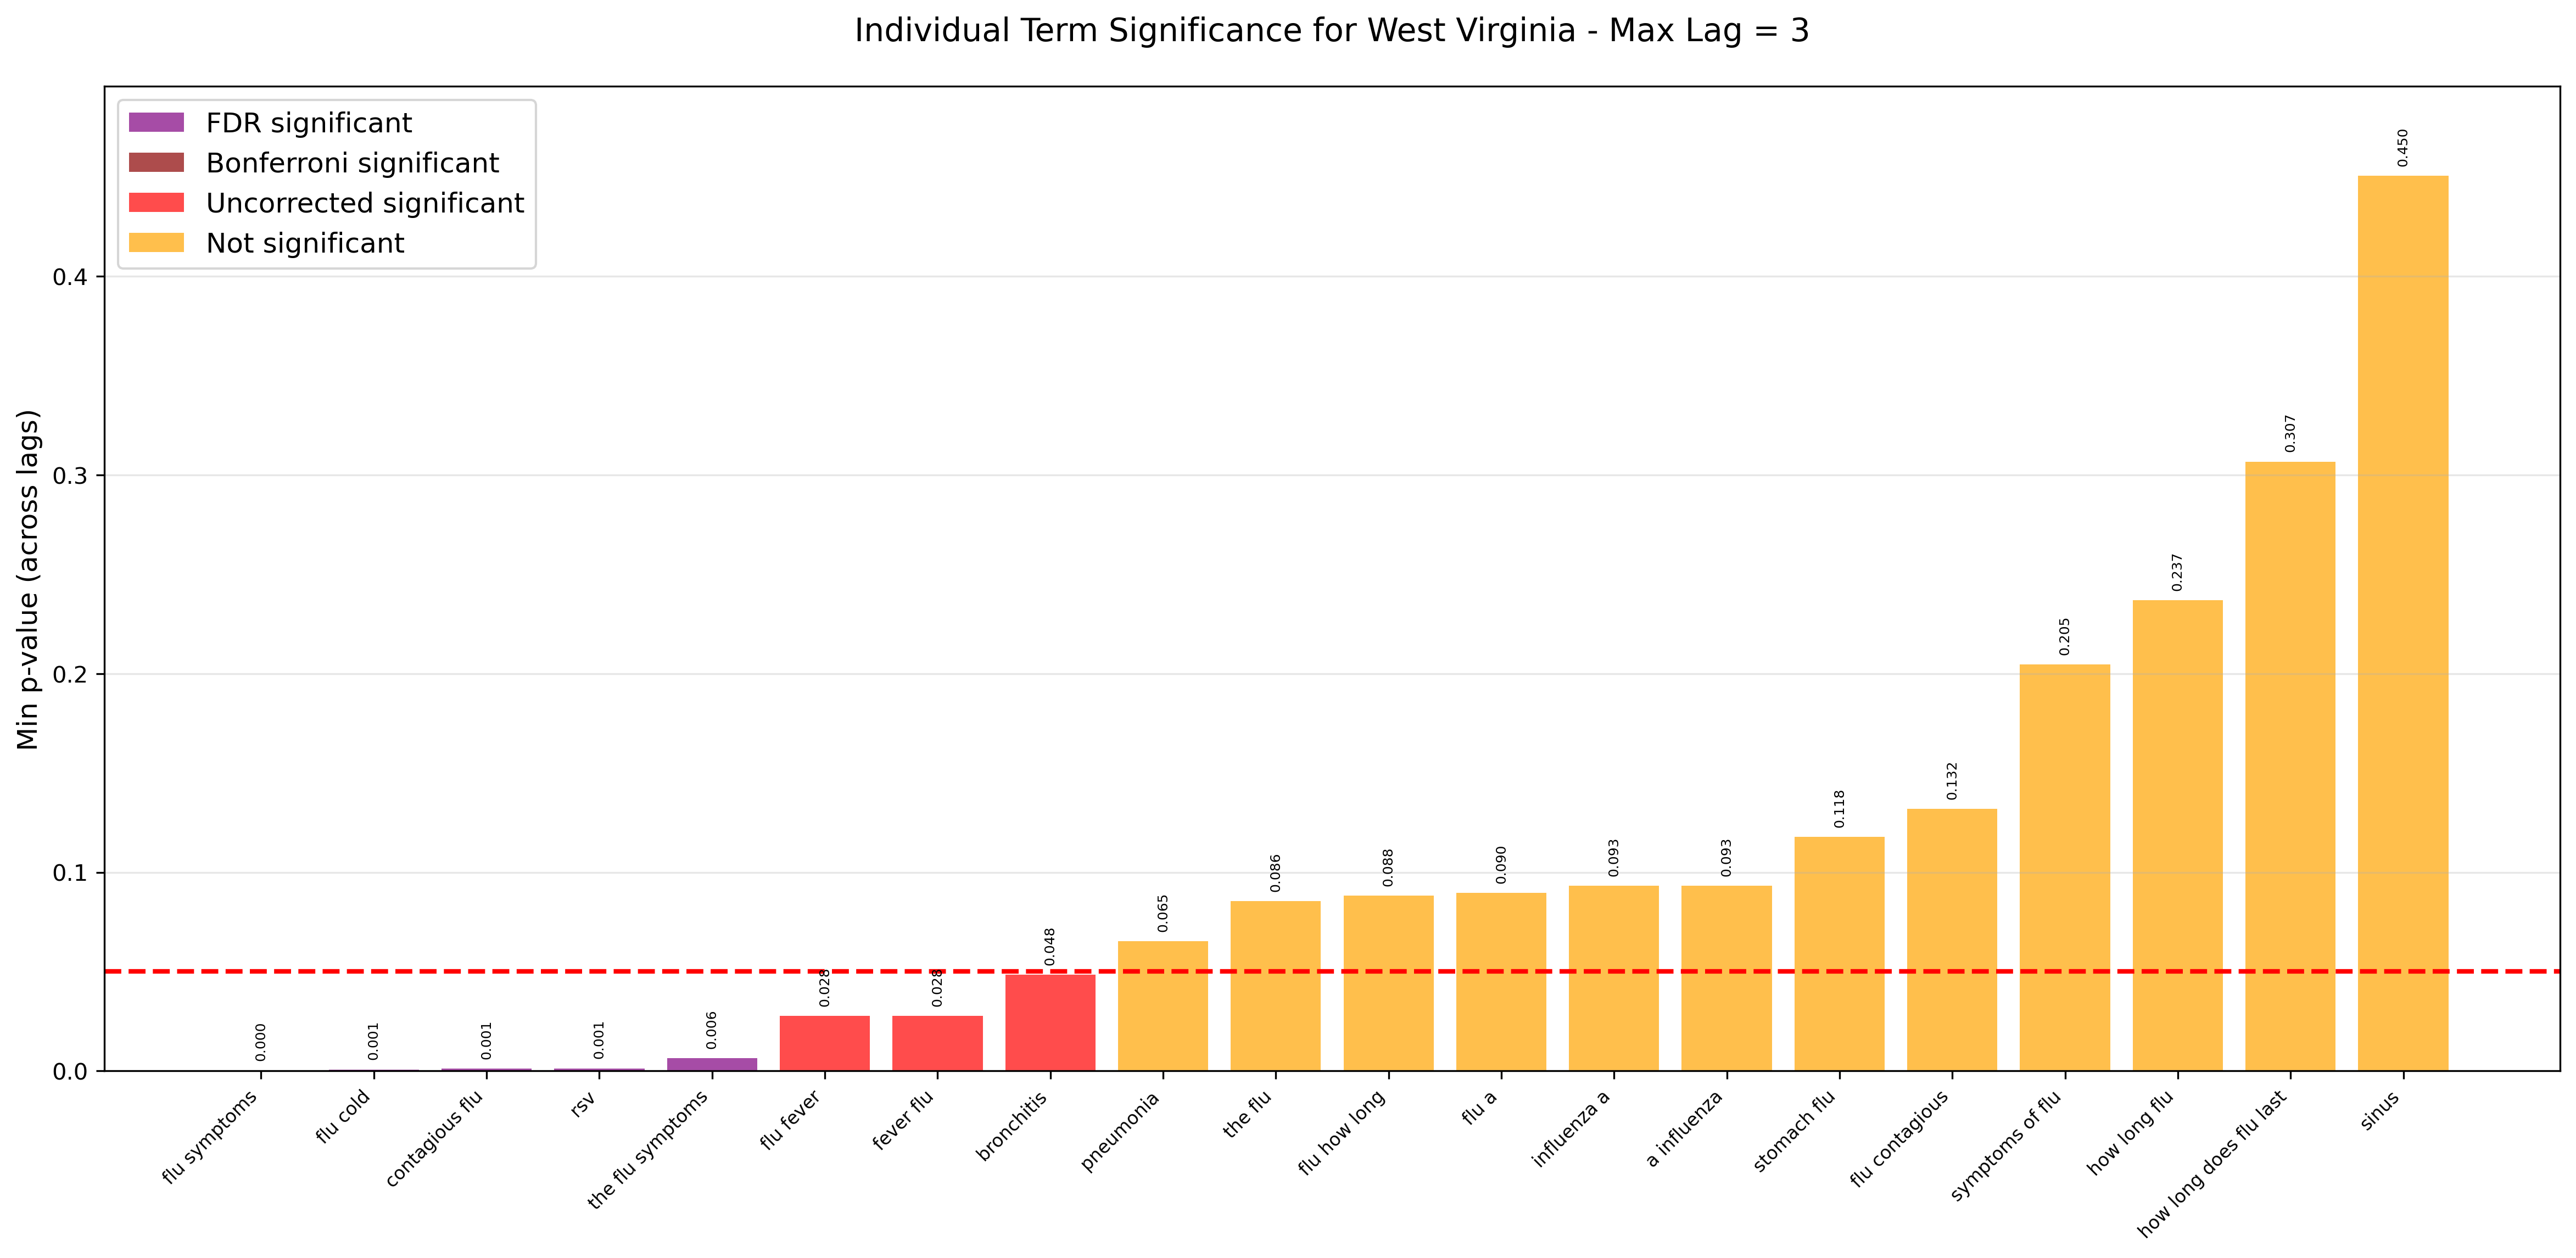 Individual Term Significance for West Virginia - Max Lag = 3
FDR significant
Bonferroni significant
Uncorrected significant
Not significant
Min p-value (across lags)
0.4
0.3
0.2
0.1
0.0
0.000
0.001
0.001
0.001
0.006
0.028
0.028
0.048
0.065
0.086
0.088
0.090
0.093
0.093
0.118
0.132
0.205
0.237
0.307
0.450
flu symptoms
flu cold
contagious flu
rsv
the flu symptoms
flu fever
fever flu
bronchitis
pneumonia
the flu
flu how long
flu a
influenza a
a influenza
stomach flu
flu contagious
symptoms of flu
how long flu
how long does flu last
sinus